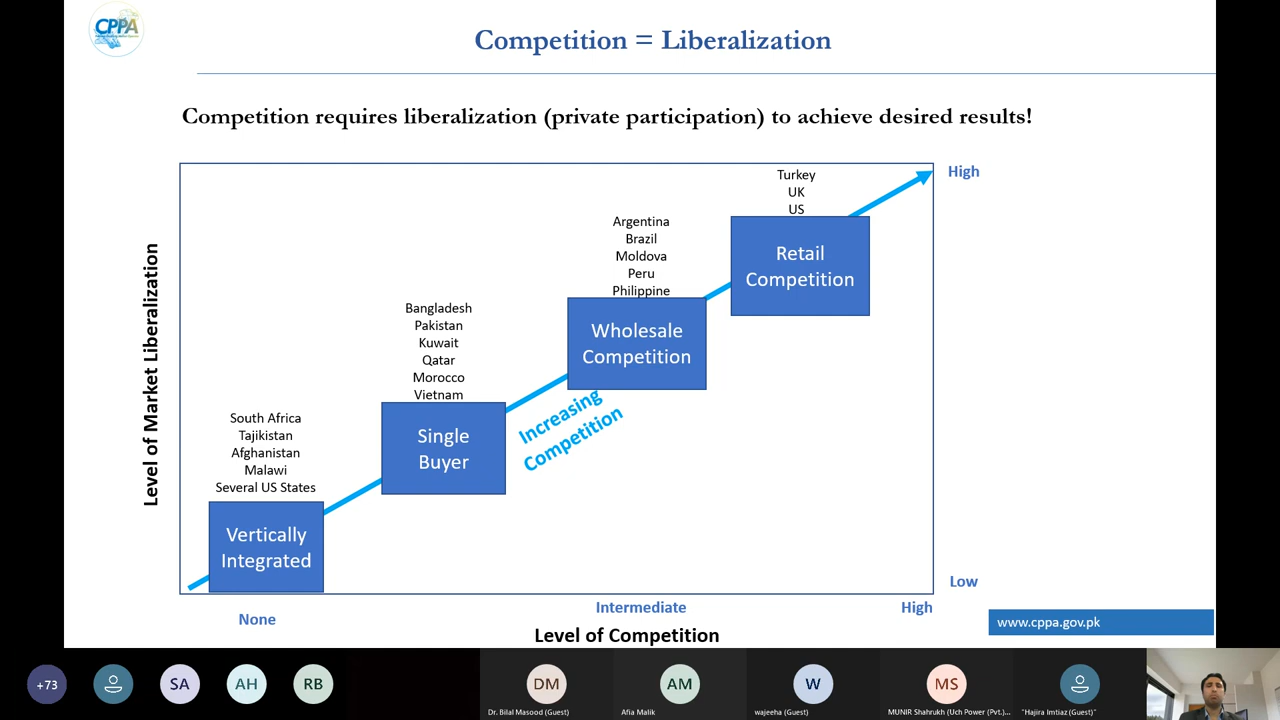 CPPA
Competition = Liberalization
Competition requires liberalization (private participation) to achieve desired results!
High
Turkey
UK
US
Retail
Competition
Argentina
Brazil
Moldova
Peru
Philippine
Wholesale
Competition
Bangladesh
Pakistan
Kuwait
Qatar
Morocco
Vietnam
Single
Buyer
Increasing
Competition
South Africa
Tajikistan
Afghanistan
Malawi
Several US States
Vertically
Integrated
Level of Market Liberalization
Low
None
Intermediate
High
Level of Competition
www.cppa.gov.pk
+73
SA
AH
RB
DM
Dr. Bilal Masood (Guest)
AM
Afia Malik
W
wajeeha (Guest)
MS
MUNIR Shahrukh (Uch Power (Pvt.)...
"Hajira Imtiaz (Guest)"